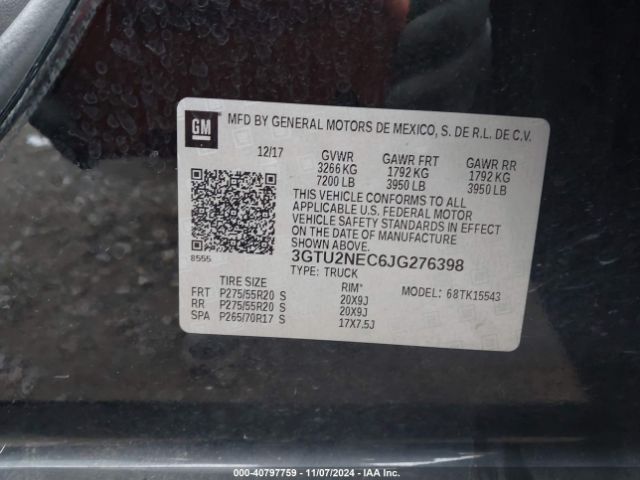 GM
MFD BY GENERAL MOTORS DE MEXICO, S. DE R.L. DE C.V.
12/17 GVWR GAWR FRT GAWR RR
3266 KG 1792 KG 1792 KG
7200 LB 3950 LB 3950 LB
THIS VEHICLE CONFORMS TO ALL
APPLICABLE U.S. FEDERAL MOTOR
VEHICLE SAFETY STANDARDS IN
EFFECT ON THE DATE OF MANUFACTURE
SHOWN ABOVE.
8555 3GTU2NEC6JG276398
TYPE: TRUCK
TIRE SIZE RIM* MODEL: 68TK15543
FRT P275/55R20 S 20X9J
RR P275/55R20 S 20X9J
SPA P265/70R17 S 17X7.5J
000-40797759 - 11/07/2024 - IAA Inc.